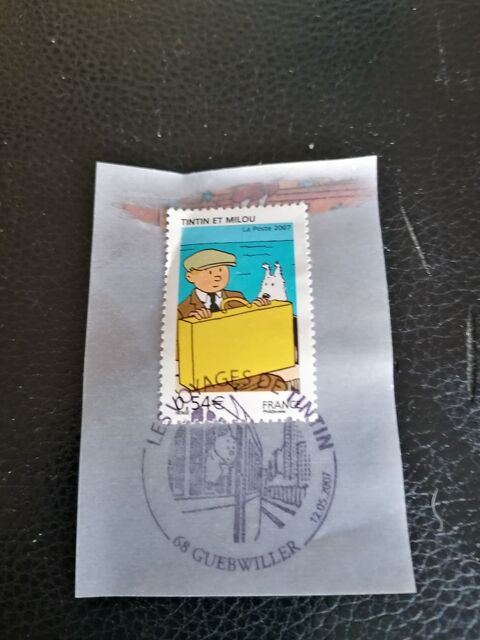 TINTIN ET MILOU
La Poste 2007
0,54€
FRANCE
LES VOYAGES DE TINTIN
12.05.2007
68 GUEBWILLER